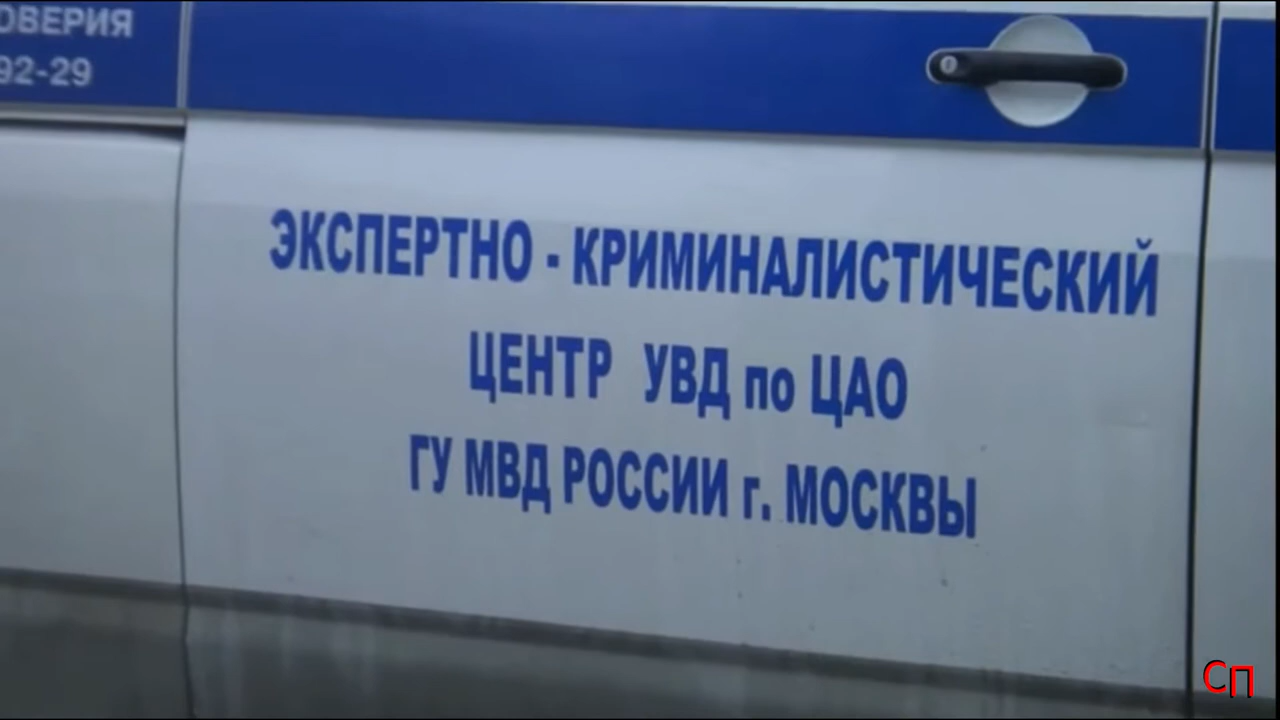 ОВЕРИЯ
92-29
ЭКСПЕРТНО - КРИМИНАЛИСТИЧЕСКИЙ
ЦЕНТР УВД по ЦАО
ГУ МВД РОССИИ г. МОСКВЫ
СП